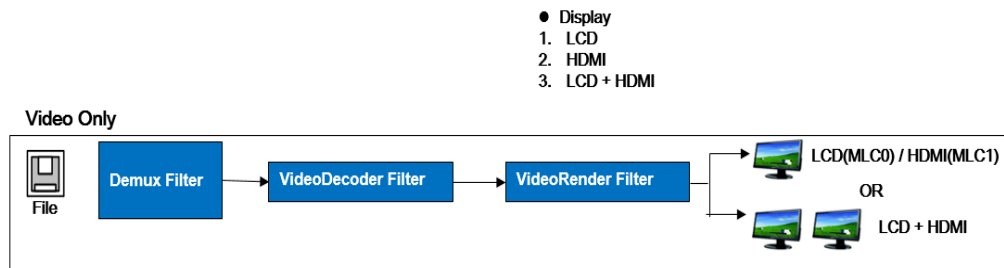 ● Display
1. LCD
2. HDMI
3. LCD + HDMI
Video Only
File
Demux Filter
VideoDecoder Filter
VideoRender Filter
LCD(MLC0) / HDMI(MLC1)
OR
LCD + HDMI